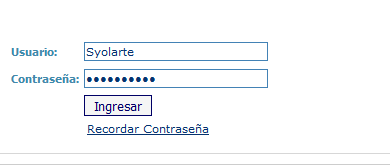 Usuario: Syolarte
Contraseña: ••••••••••
Ingresar
Recordar Contraseña